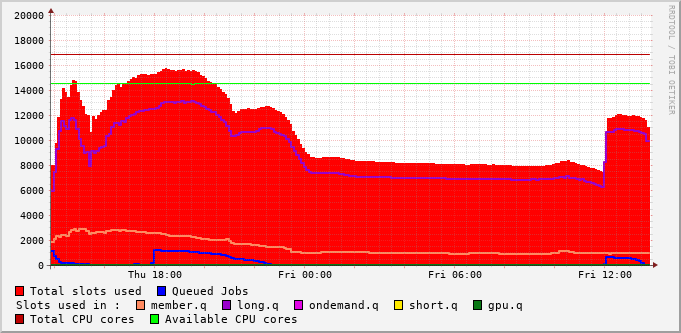 20000
18000
16000
14000
12000
10000
8000
6000
4000
2000
0
Thu 18:00 Fri 00:00 Fri 06:00 Fri 12:00
RRDTOOL / TOBI OETIKER
Total slots used Queued Jobs
Slots used in : member.q long.q ondemand.q short.q gpu.q
Total CPU cores Available CPU cores